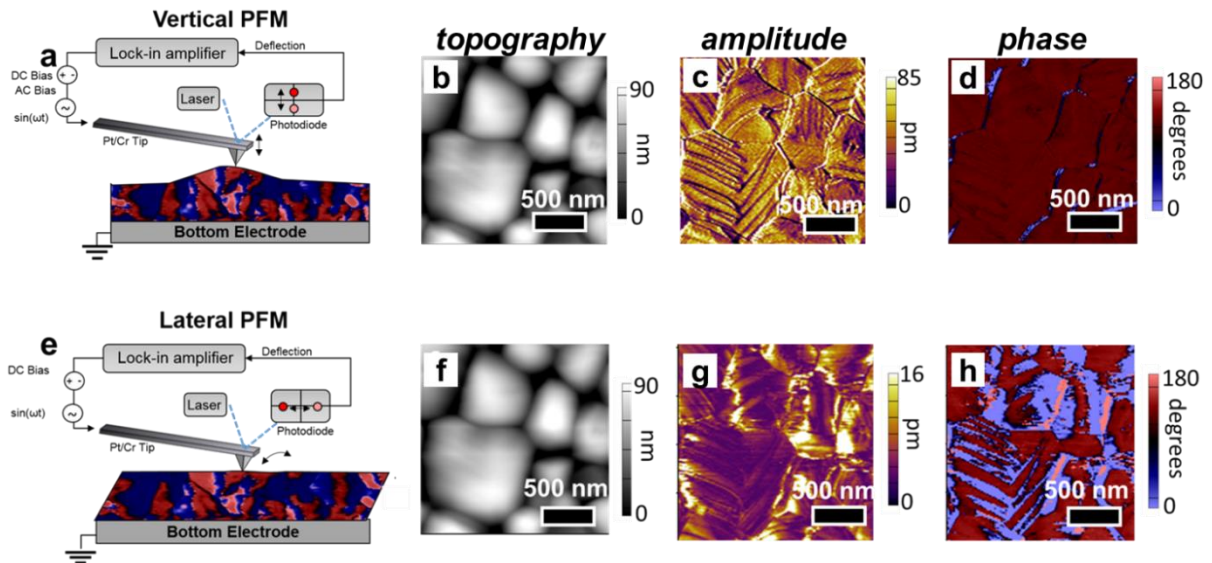 Vertical PFM
a
Lock-in amplifier
Deflection
DC Bias
AC Bias
sin(ωt)
Laser
Photodiode
Pt/Cr Tip
Bottom Electrode
topography
b
500 nm
90
nm
0
amplitude
c
500 nm
85
pm
0
phase
d
500 nm
180
degrees
0
Lateral PFM
e
Lock-in amplifier
Deflection
DC Bias
sin(ωt)
Laser
Photodiode
Pt/Cr Tip
Bottom Electrode
f
500 nm
90
nm
0
g
500 nm
16
pm
0
h
500 nm
180
degrees
0